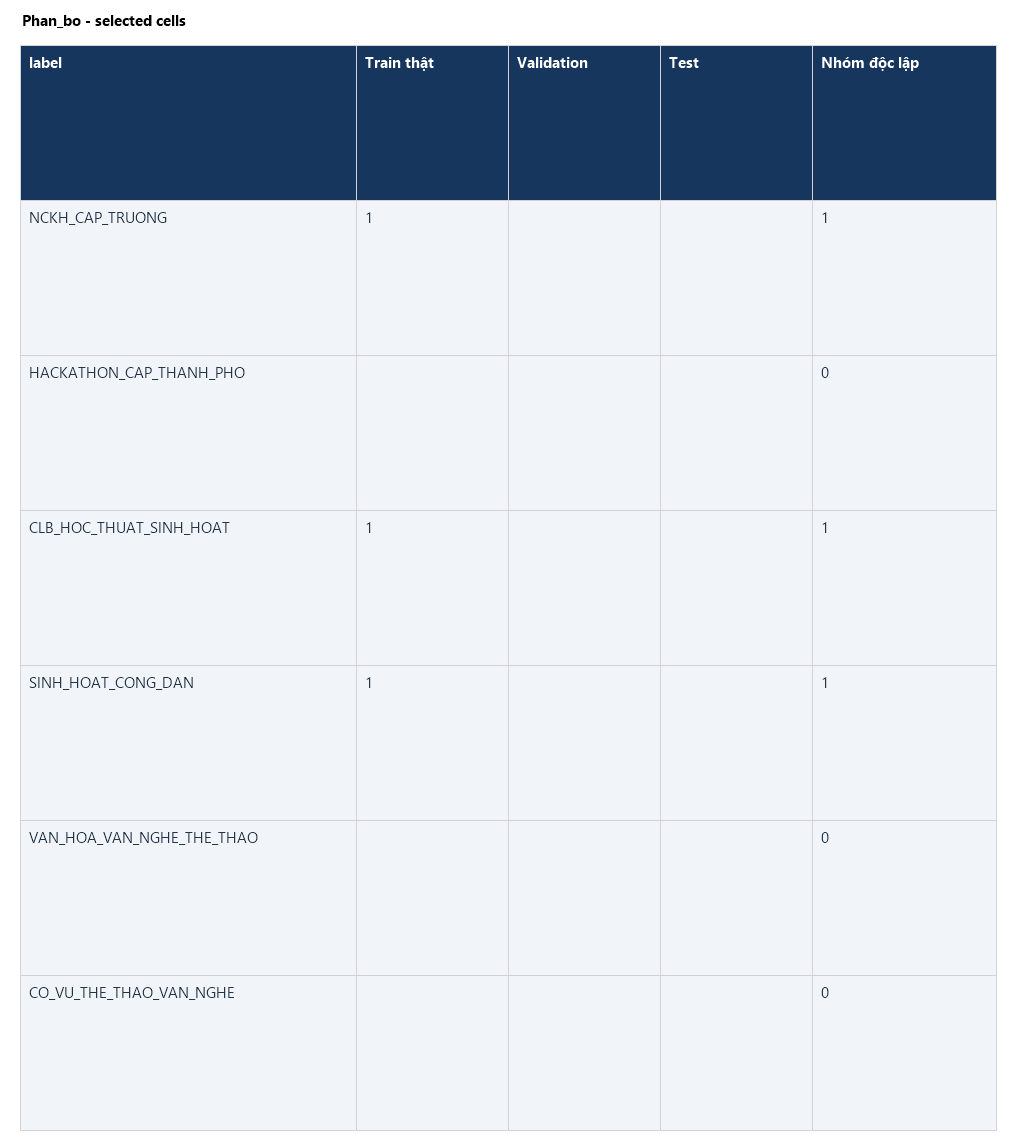 Phan_bo - selected cells
label Train thật Validation Test Nhóm độc lập
NCKH_CAP_TRUONG 1 1
HACKATHON_CAP_THANH_PHO 0
CLB_HOC_THUAT_SINH_HOAT 1 1
SINH_HOAT_CONG_DAN 1 1
VAN_HOA_VAN_NGHE_THE_THAO 0
CO_VU_THE_THAO_VAN_NGHE 0